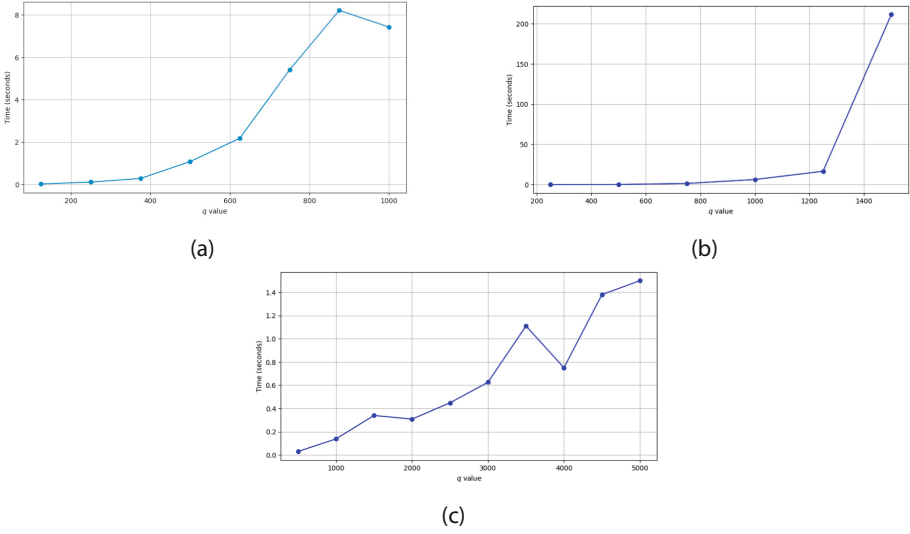 8
6
4
2
0
Time (seconds)
200 400 600 800 1000
q value
(a)
200
150
100
50
0
Time (seconds)
200 400 600 800 1000 1200 1400
q value
(b)
1.4
1.2
1.0
0.8
0.6
0.4
0.2
0.0
Time (seconds)
1000 2000 3000 4000 5000
q value
(c)